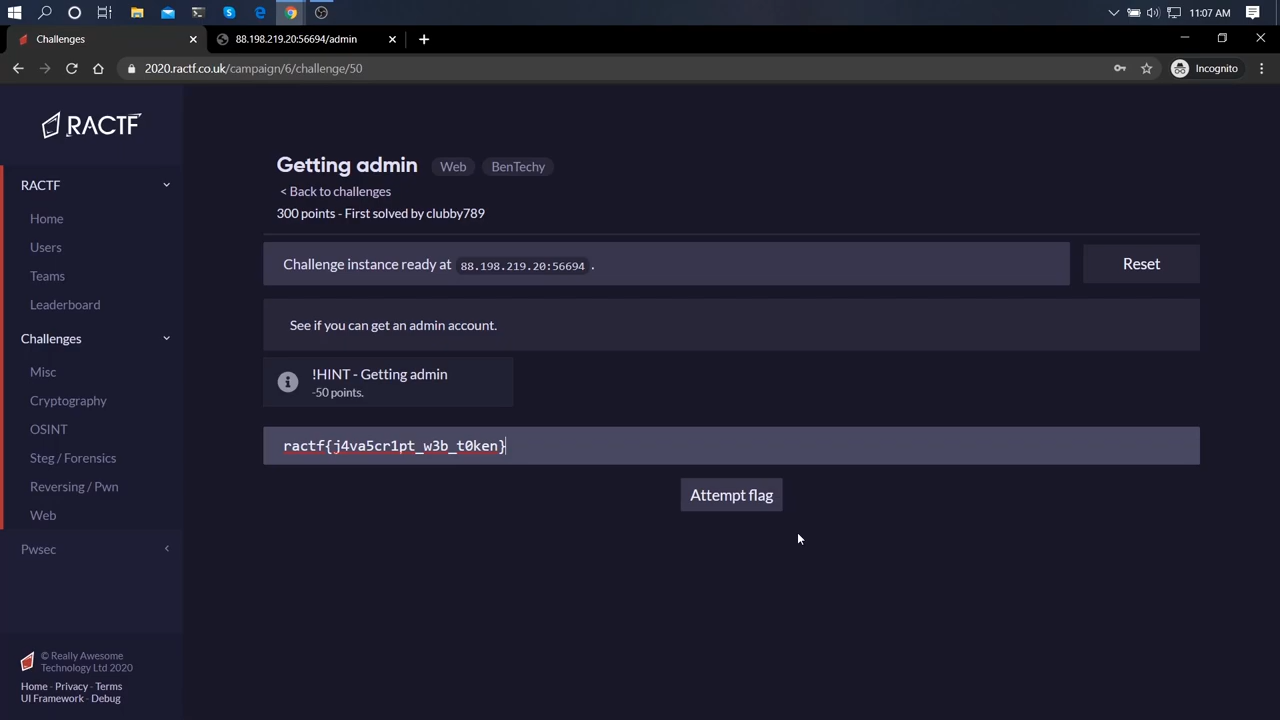 11:07 AM
Challenges
88.198.219.20:56694/admin
2020.ractf.co.uk/campaign/6/challenge/50
Incognito
RACTF
RACTF
Home
Users
Teams
Leaderboard
Challenges
Misc
Cryptography
OSINT
Steg / Forensics
Reversing / Pwn
Web
Pwsec
© Really Awesome
Technology Ltd 2020
Home - Privacy - Terms
UI Framework - Debug
Getting admin Web BenTechy
< Back to challenges
300 points - First solved by clubby789
Challenge instance ready at 88.198.219.20:56694 .
Reset
See if you can get an admin account.
!HINT - Getting admin
-50 points.
ractf{j4va5cr1pt_w3b_t0ken}
Attempt flag